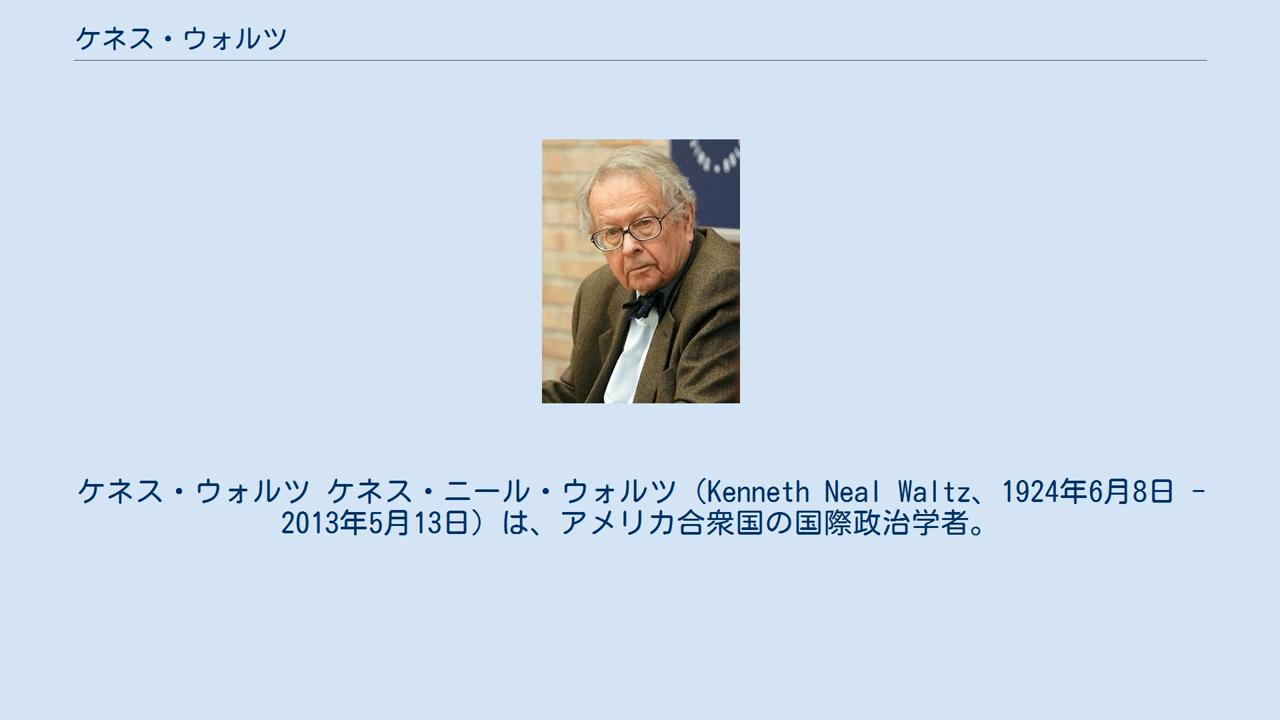 ケネス・ウォルツ
ケネス・ウォルツ ケネス・ニール・ウォルツ（Kenneth Neal Waltz、1924年6月8日 -
2013年5月13日）は、アメリカ合衆国の国際政治学者。